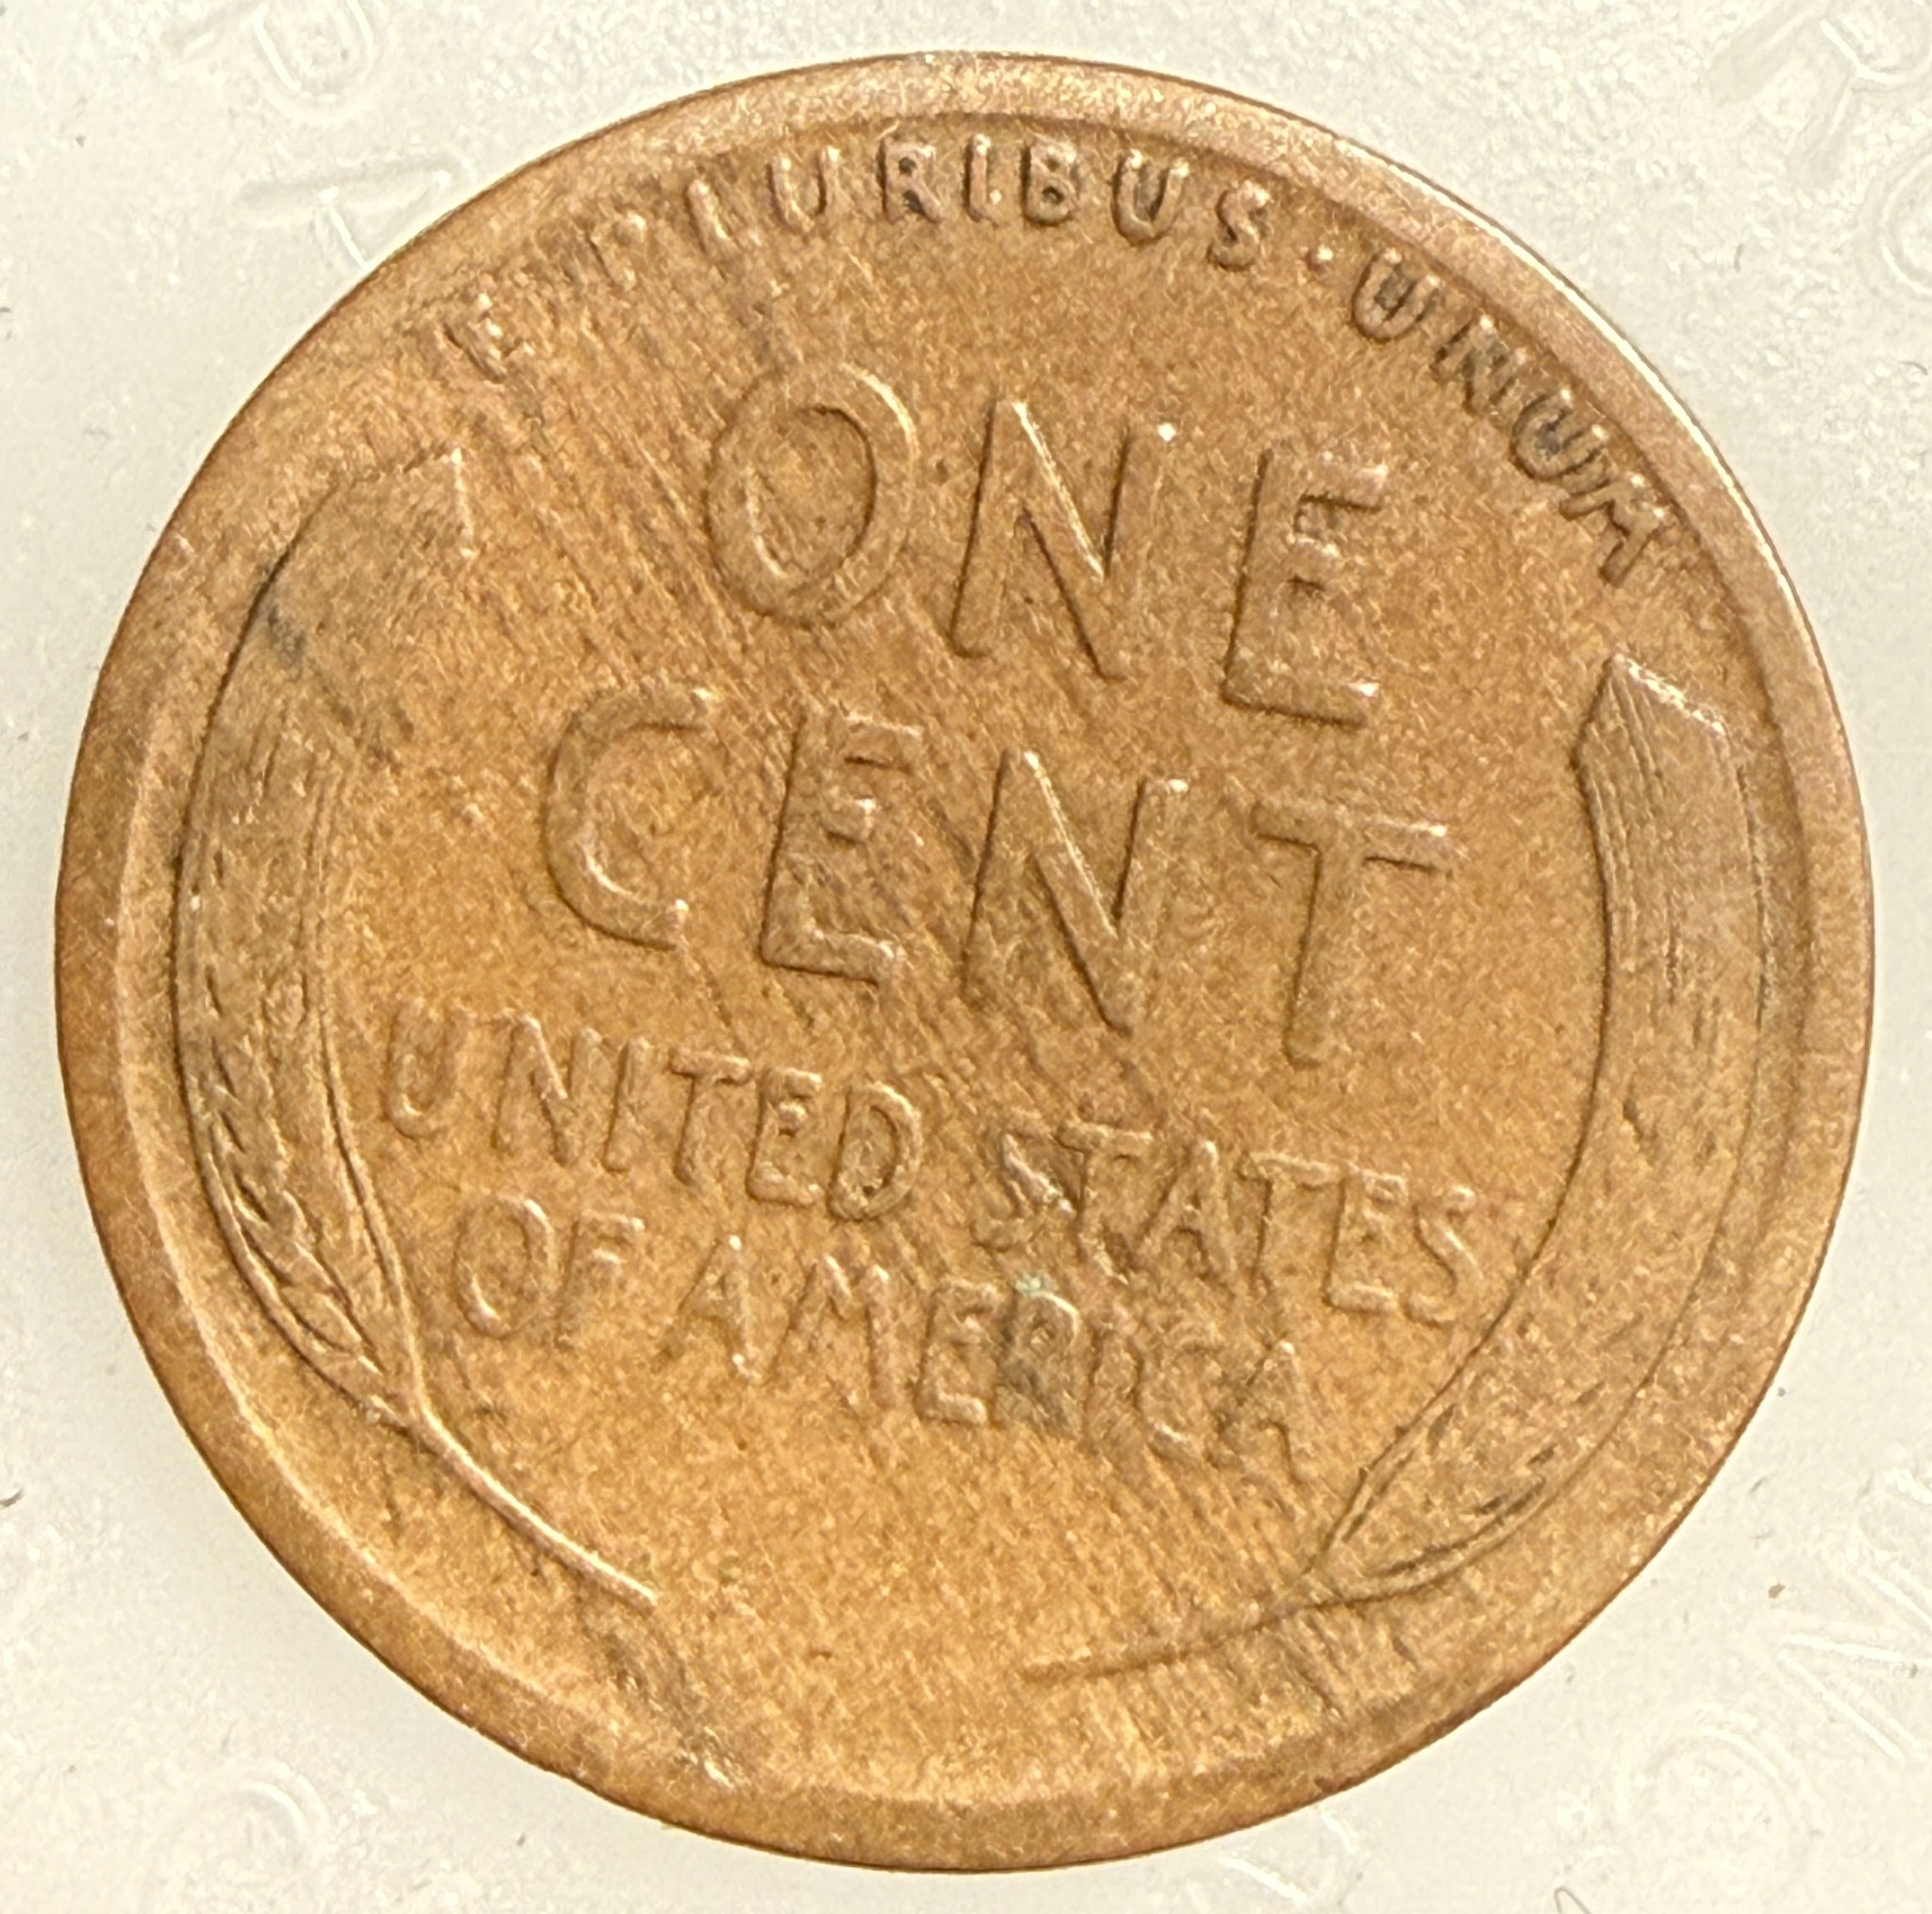 E · PLURIBUS · UNUM
ONE
CENT
UNITED STATES
OF AMERICA